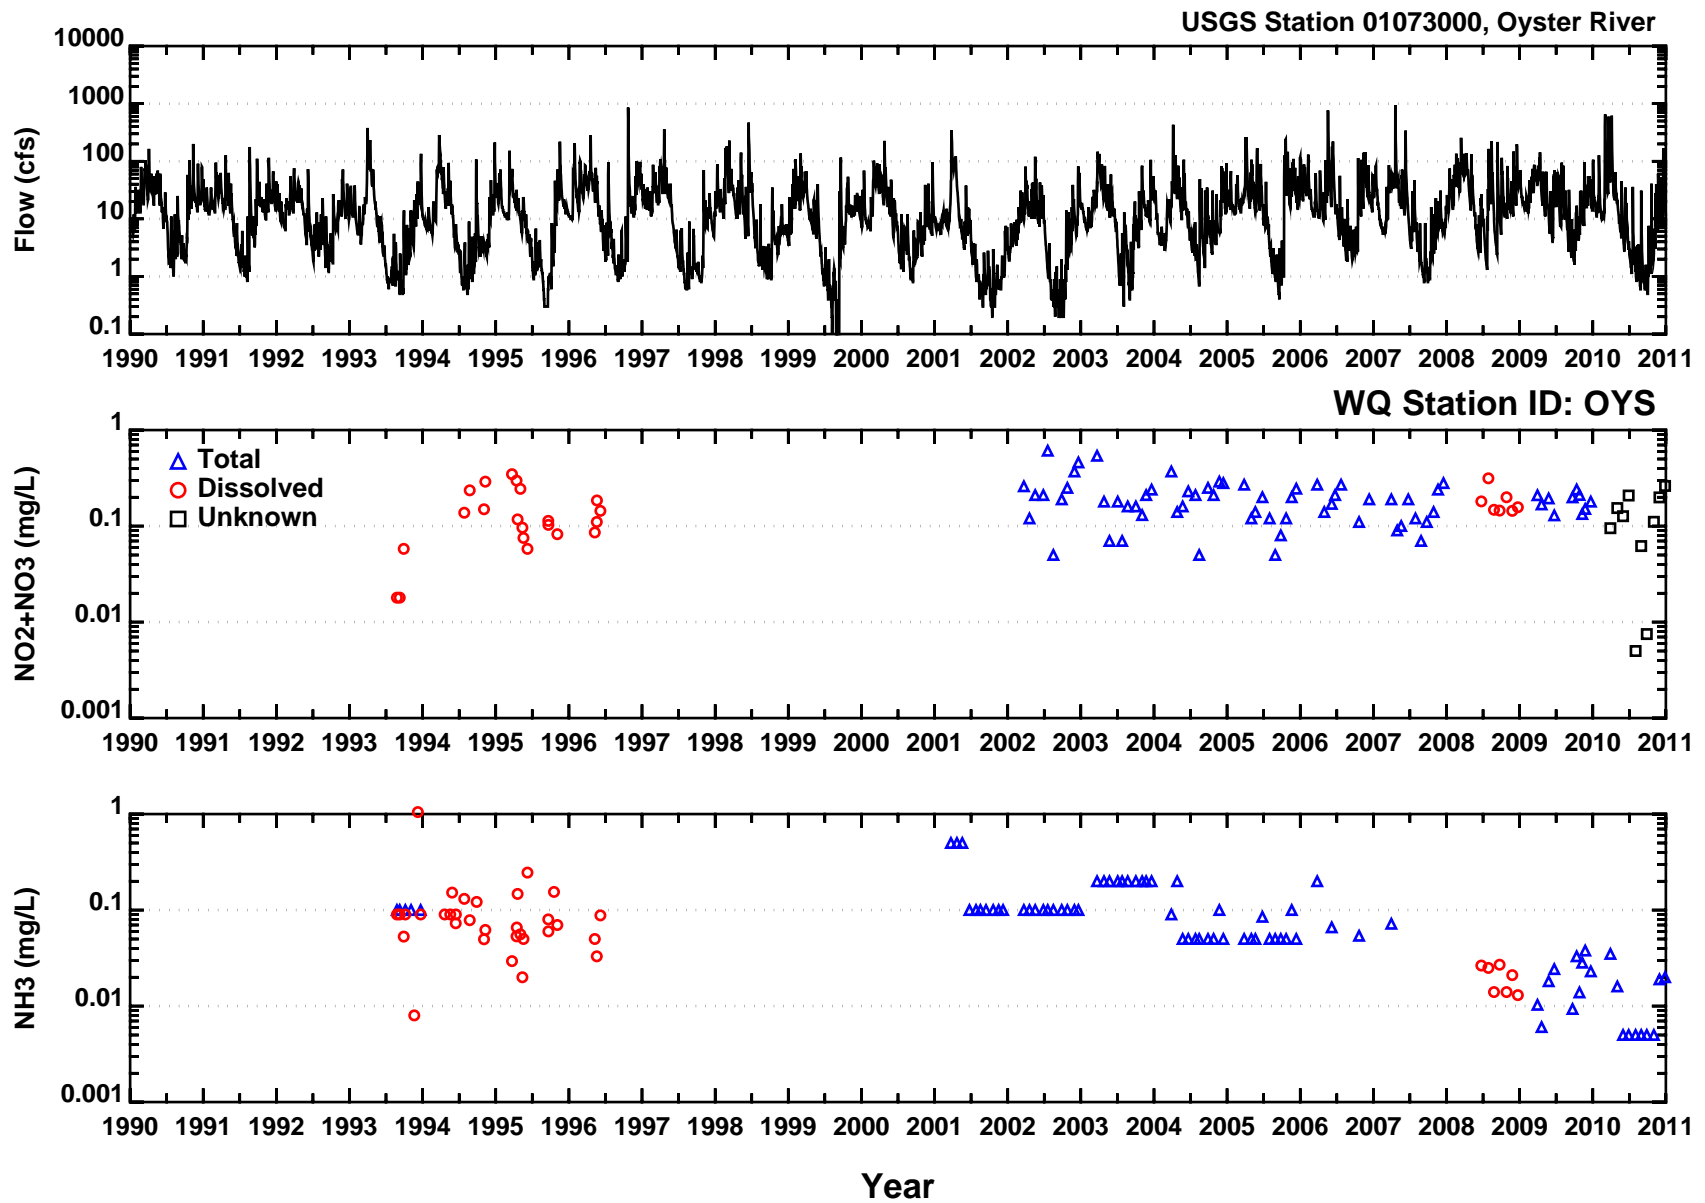 USGS Station 01073000, Oyster River
10000
1000
100
10
1
0.1
Flow (cfs)
1990 1991 1992 1993 1994 1995 1996 1997 1998 1999 2000 2001 2002 2003 2004 2005 2006 2007 2008 2009 2010 2011
WQ Station ID: OYS
1
0.1
0.01
0.001
NO2+NO3 (mg/L)
Total
Dissolved
Unknown
1990 1991 1992 1993 1994 1995 1996 1997 1998 1999 2000 2001 2002 2003 2004 2005 2006 2007 2008 2009 2010 2011
1
0.1
0.01
0.001
NH3 (mg/L)
1990 1991 1992 1993 1994 1995 1996 1997 1998 1999 2000 2001 2002 2003 2004 2005 2006 2007 2008 2009 2010 2011
Year